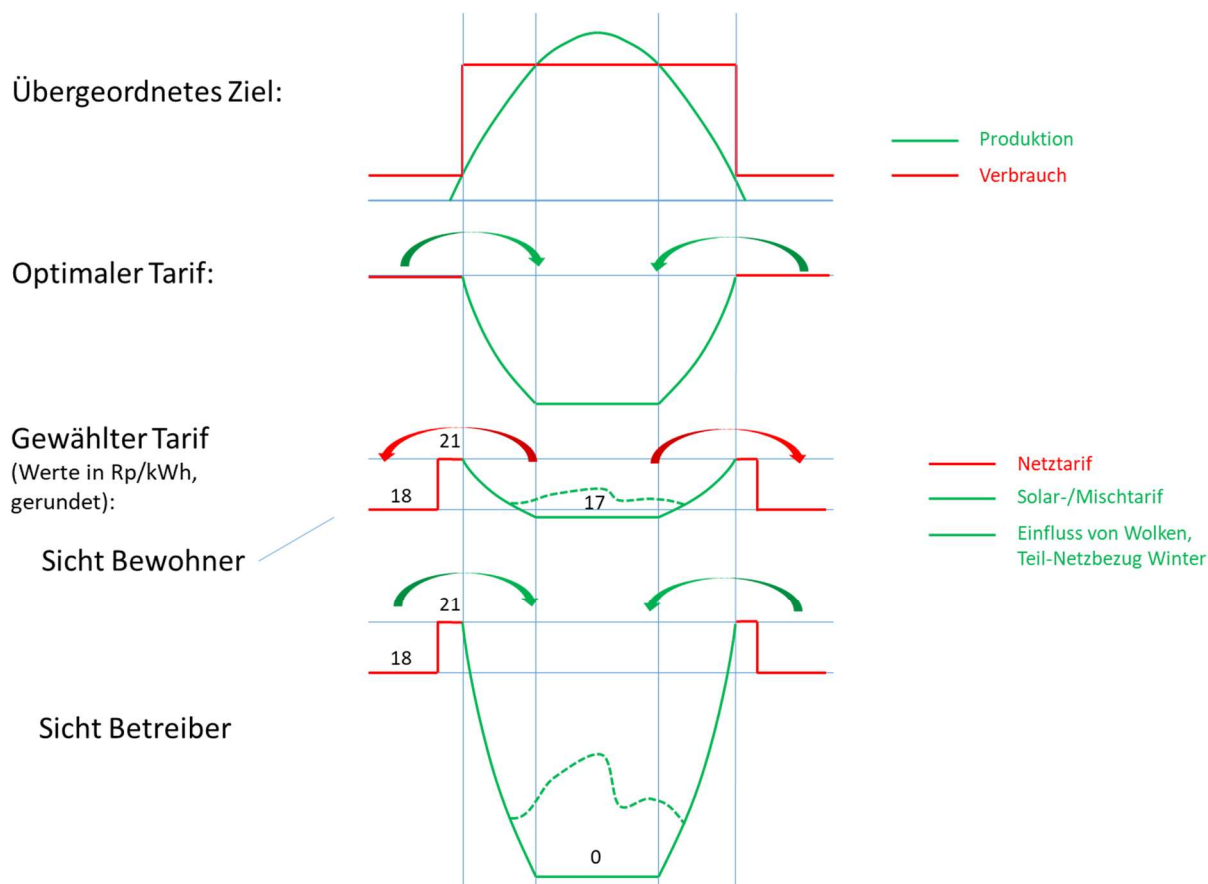 Übergeordnetes Ziel:
Produktion
Verbrauch
Optimaler Tarif:
Gewählter Tarif
(Werte in Rp/kWh,
gerundet):
21
18
17
Netztarif
Solar-/Mischtarif
Einfluss von Wolken,
Teil-Netzbezug Winter
Sicht Bewohner
21
18
Sicht Betreiber
0